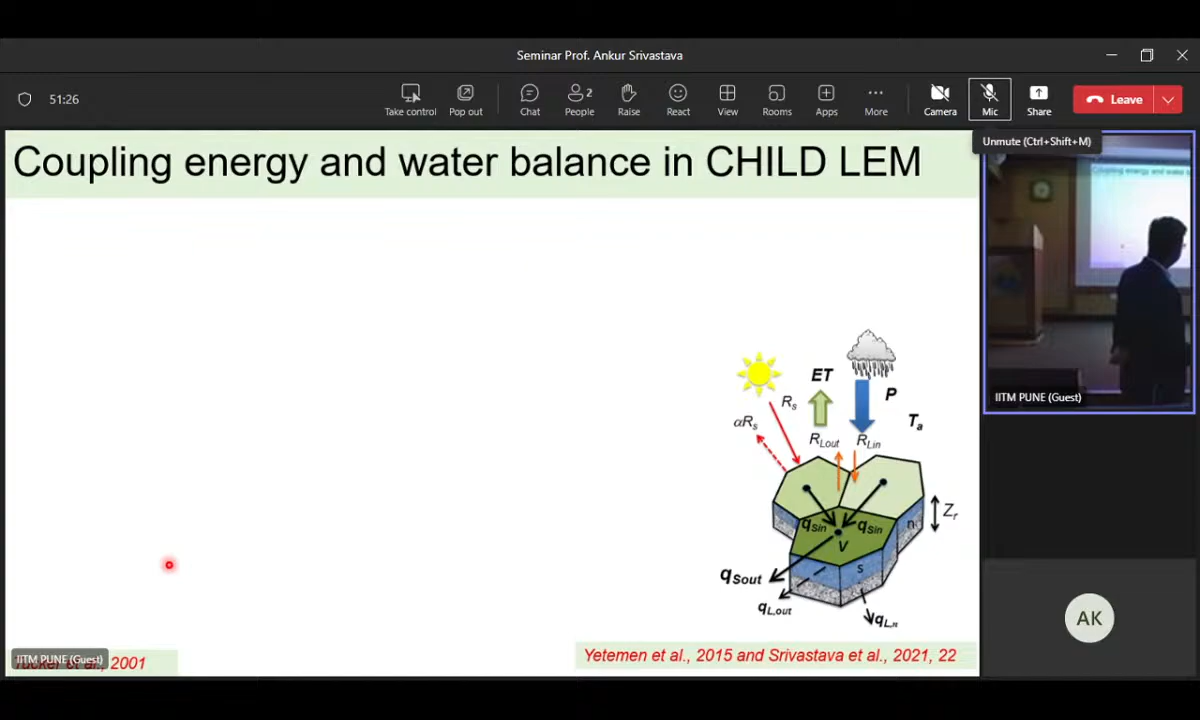 Seminar Prof. Ankur Srivastava
51:26
Take control
Pop out
Chat
2
People
Raise
React
View
Rooms
Apps
More
Camera
Mic
Share
Leave
Unmute (Ctrl+Shift+M)
Coupling energy and water balance in CHILD LEM
IITM PUNE (Guest)
ET
P
Rs
αRs
Ta
RLout
RLin
Zr
qSin
qSin
n
V
s
qSout
qL,out
qL,n
AK
IITM PUNE (Guest)
2001
Yetemen et al., 2015 and Srivastava et al., 2021, 22